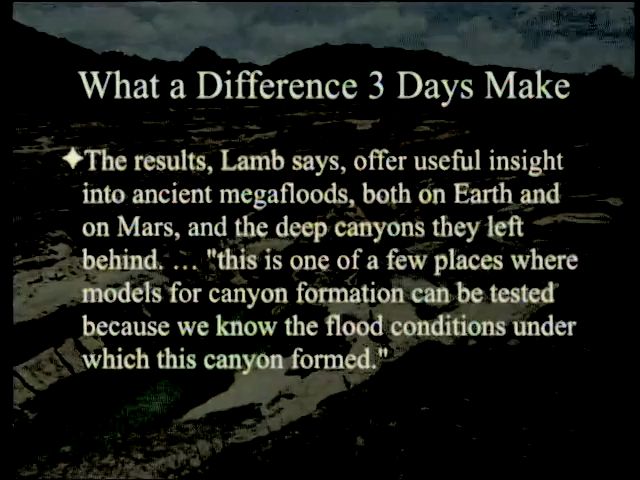 What a Difference 3 Days Make
✦The results, Lamb says, offer useful insight
into ancient megafloods, both on Earth and
on Mars, and the deep canyons they left
behind. … "this is one of a few places where
models for canyon formation can be tested
because we know the flood conditions under
which this canyon formed."